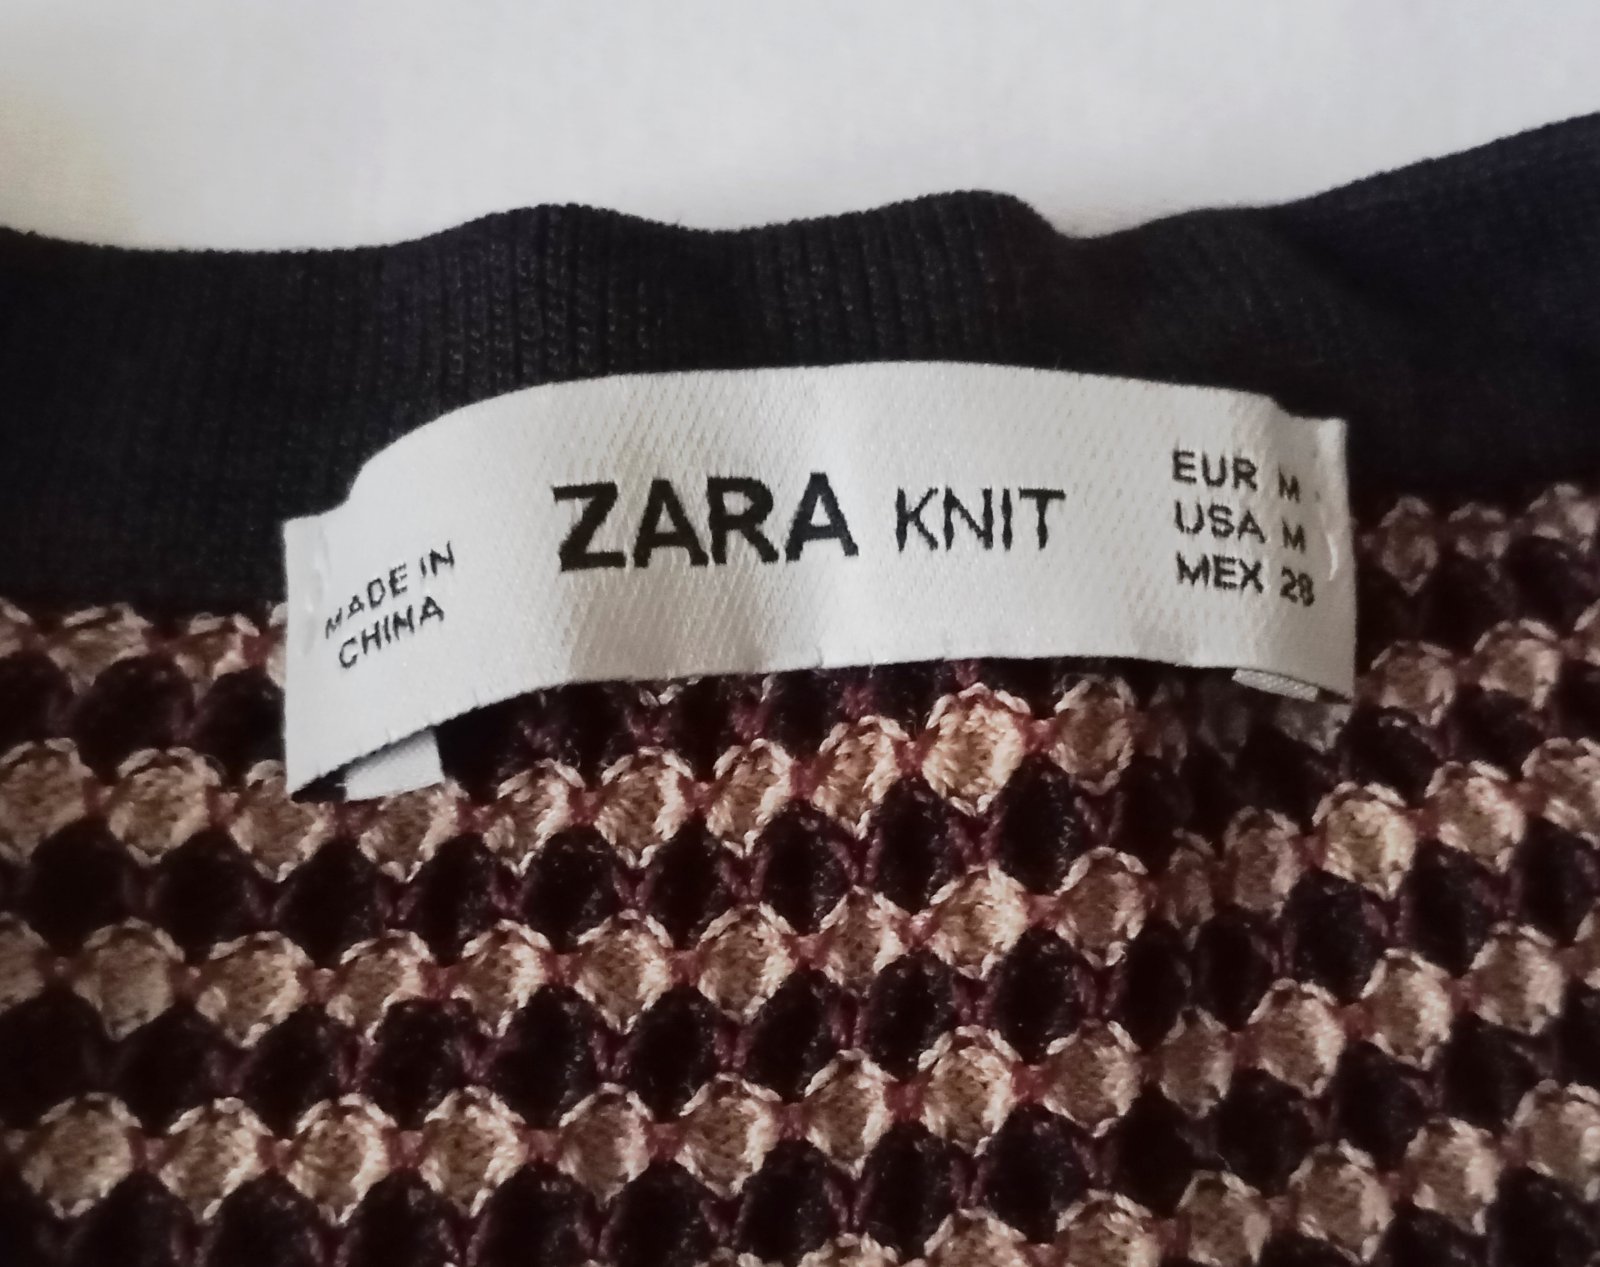 ZARA KNIT
MADE IN
CHINA
EUR M
USA M
MEX 28